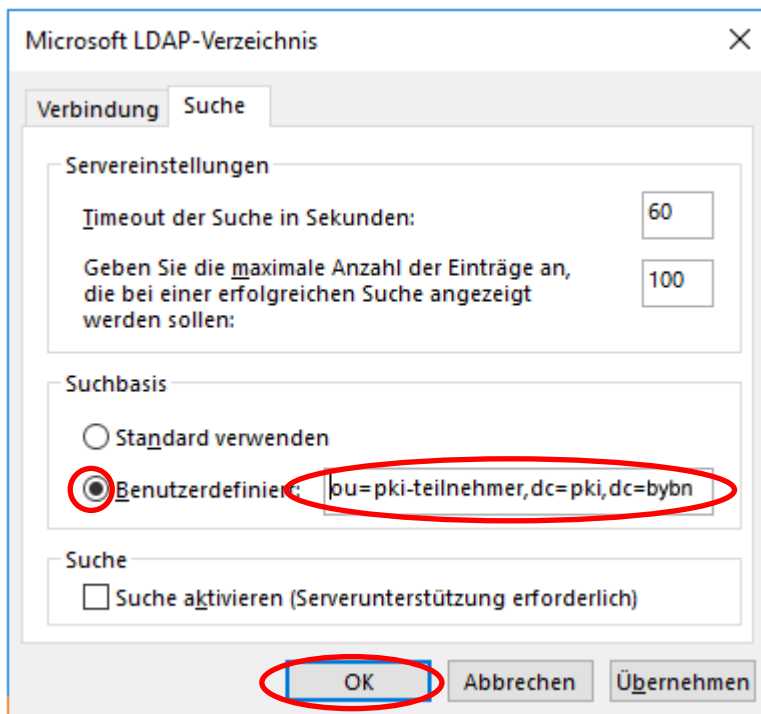 Microsoft LDAP-Verzeichnis
Verbindung Suche
Servereinstellungen
Timeout der Suche in Sekunden: 60
Geben Sie die maximale Anzahl der Einträge an, 100
die bei einer erfolgreichen Suche angezeigt
werden sollen:
Suchbasis
Standard verwenden
Benutzerdefiniert: ou=pki-teilnehmer,dc=pki,dc=bybn
Suche
Suche aktivieren (Serverunterstützung erforderlich)
OK Abbrechen Übernehmen